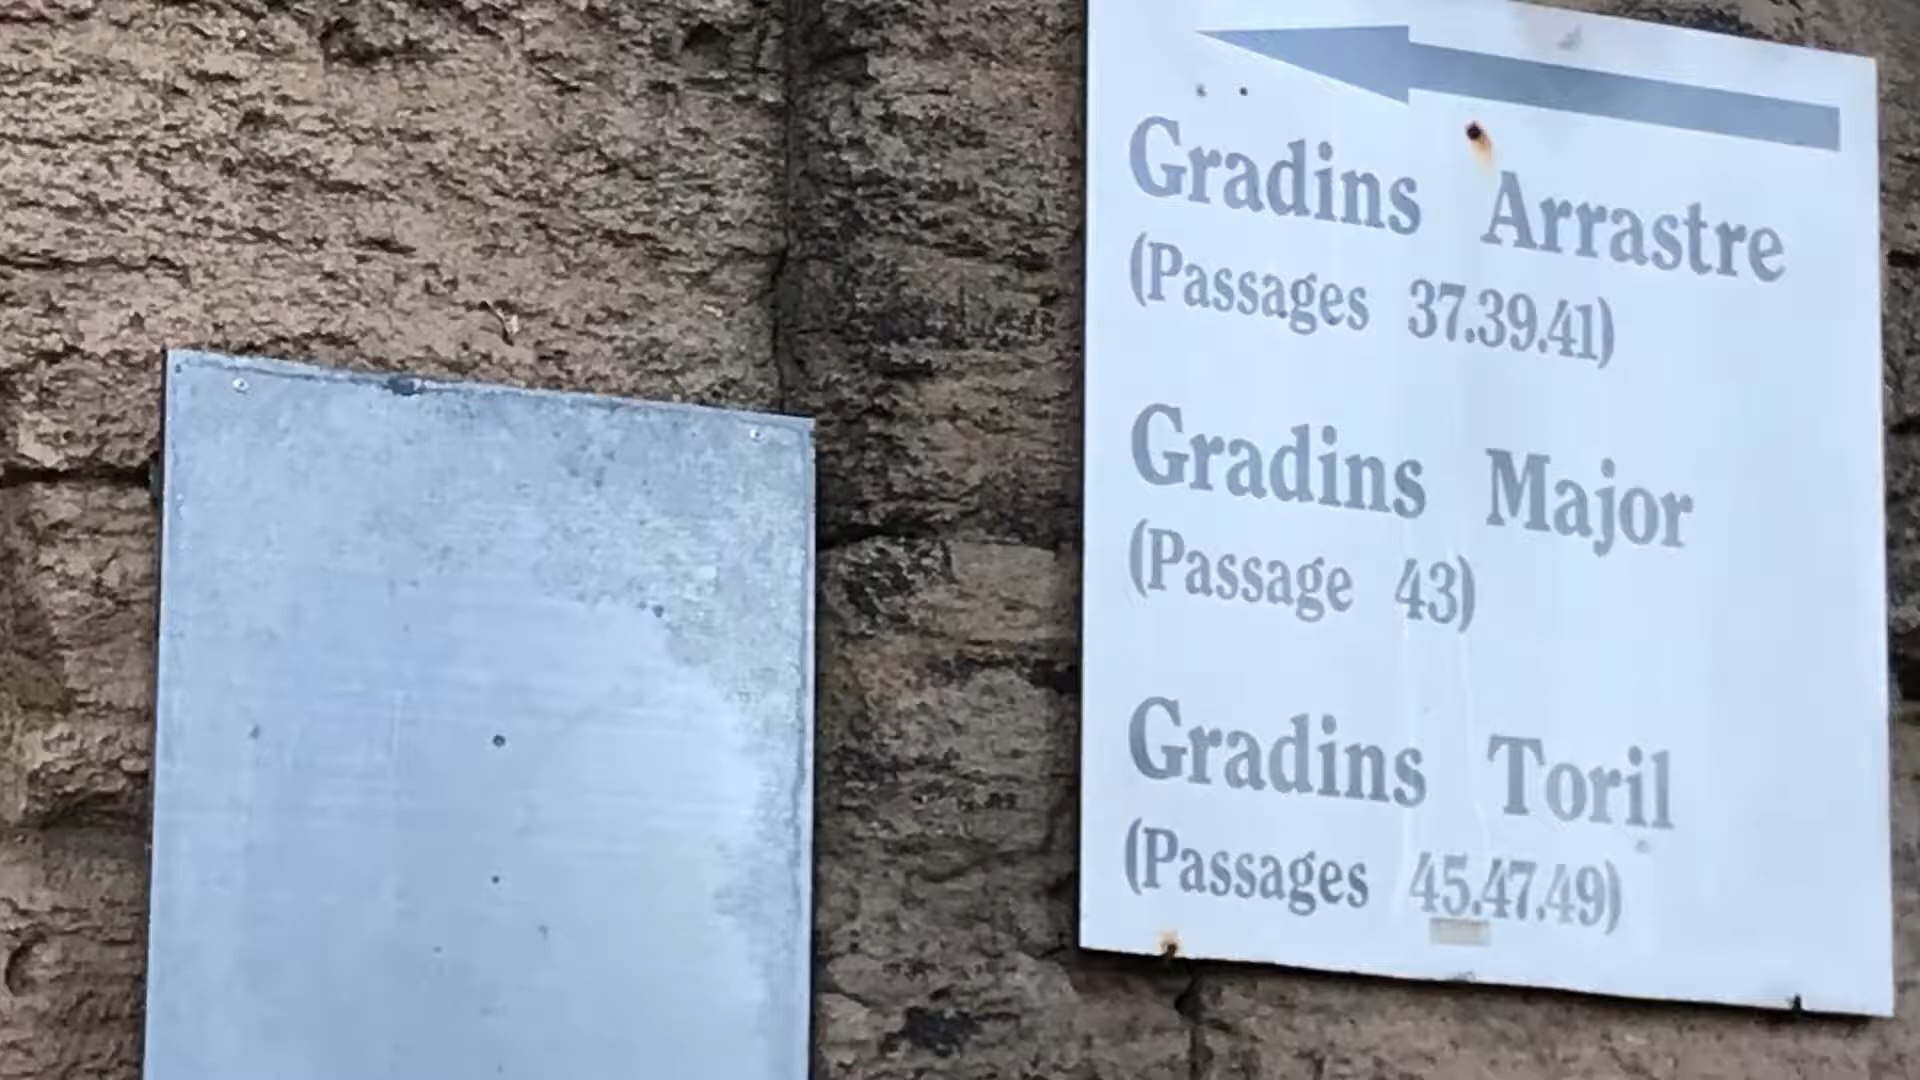 Gradins Arrastre
(Passages 37.39.41)
Gradins Major
(Passage 43)
Gradins Toril
(Passages 45.47.49)